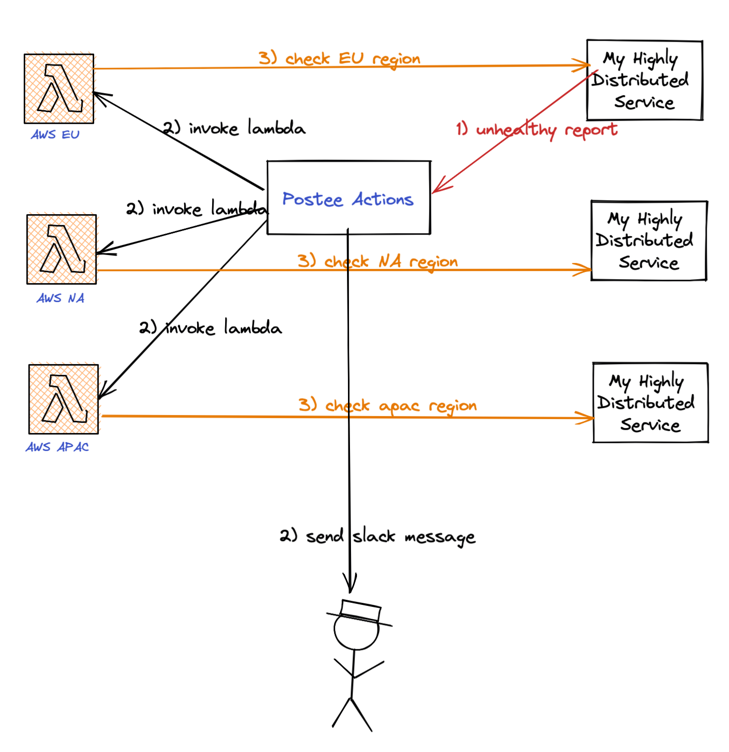 3) check EU region
My Highly
Distributed
Service
AWS EU
2) invoke lambda
1) unhealthy report
Postee Actions
2) invoke lambda
My Highly
Distributed
Service
3) check NA region
AWS NA
2) invoke lambda
My Highly
Distributed
Service
3) check apac region
AWS APAC
2) send slack message